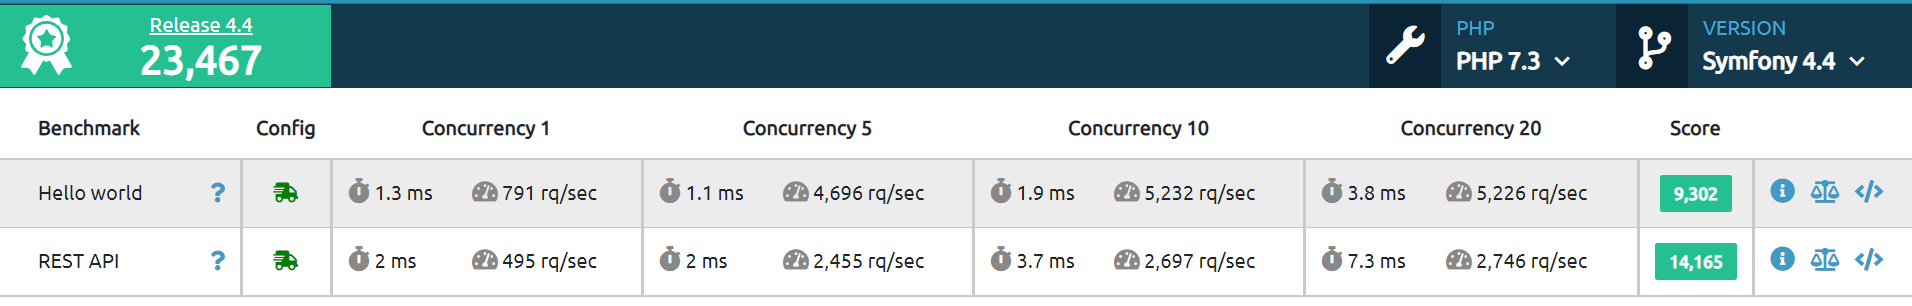 Release 4.4
23,467
PHP
PHP 7.3
VERSION
Symfony 4.4
Benchmark Config Concurrency 1 Concurrency 5 Concurrency 10 Concurrency 20 Score
Hello world ? 1.3 ms 791 rq/sec 1.1 ms 4,696 rq/sec 1.9 ms 5,232 rq/sec 3.8 ms 5,226 rq/sec 9,302
REST API ? 2 ms 495 rq/sec 2 ms 2,455 rq/sec 3.7 ms 2,697 rq/sec 7.3 ms 2,746 rq/sec 14,165